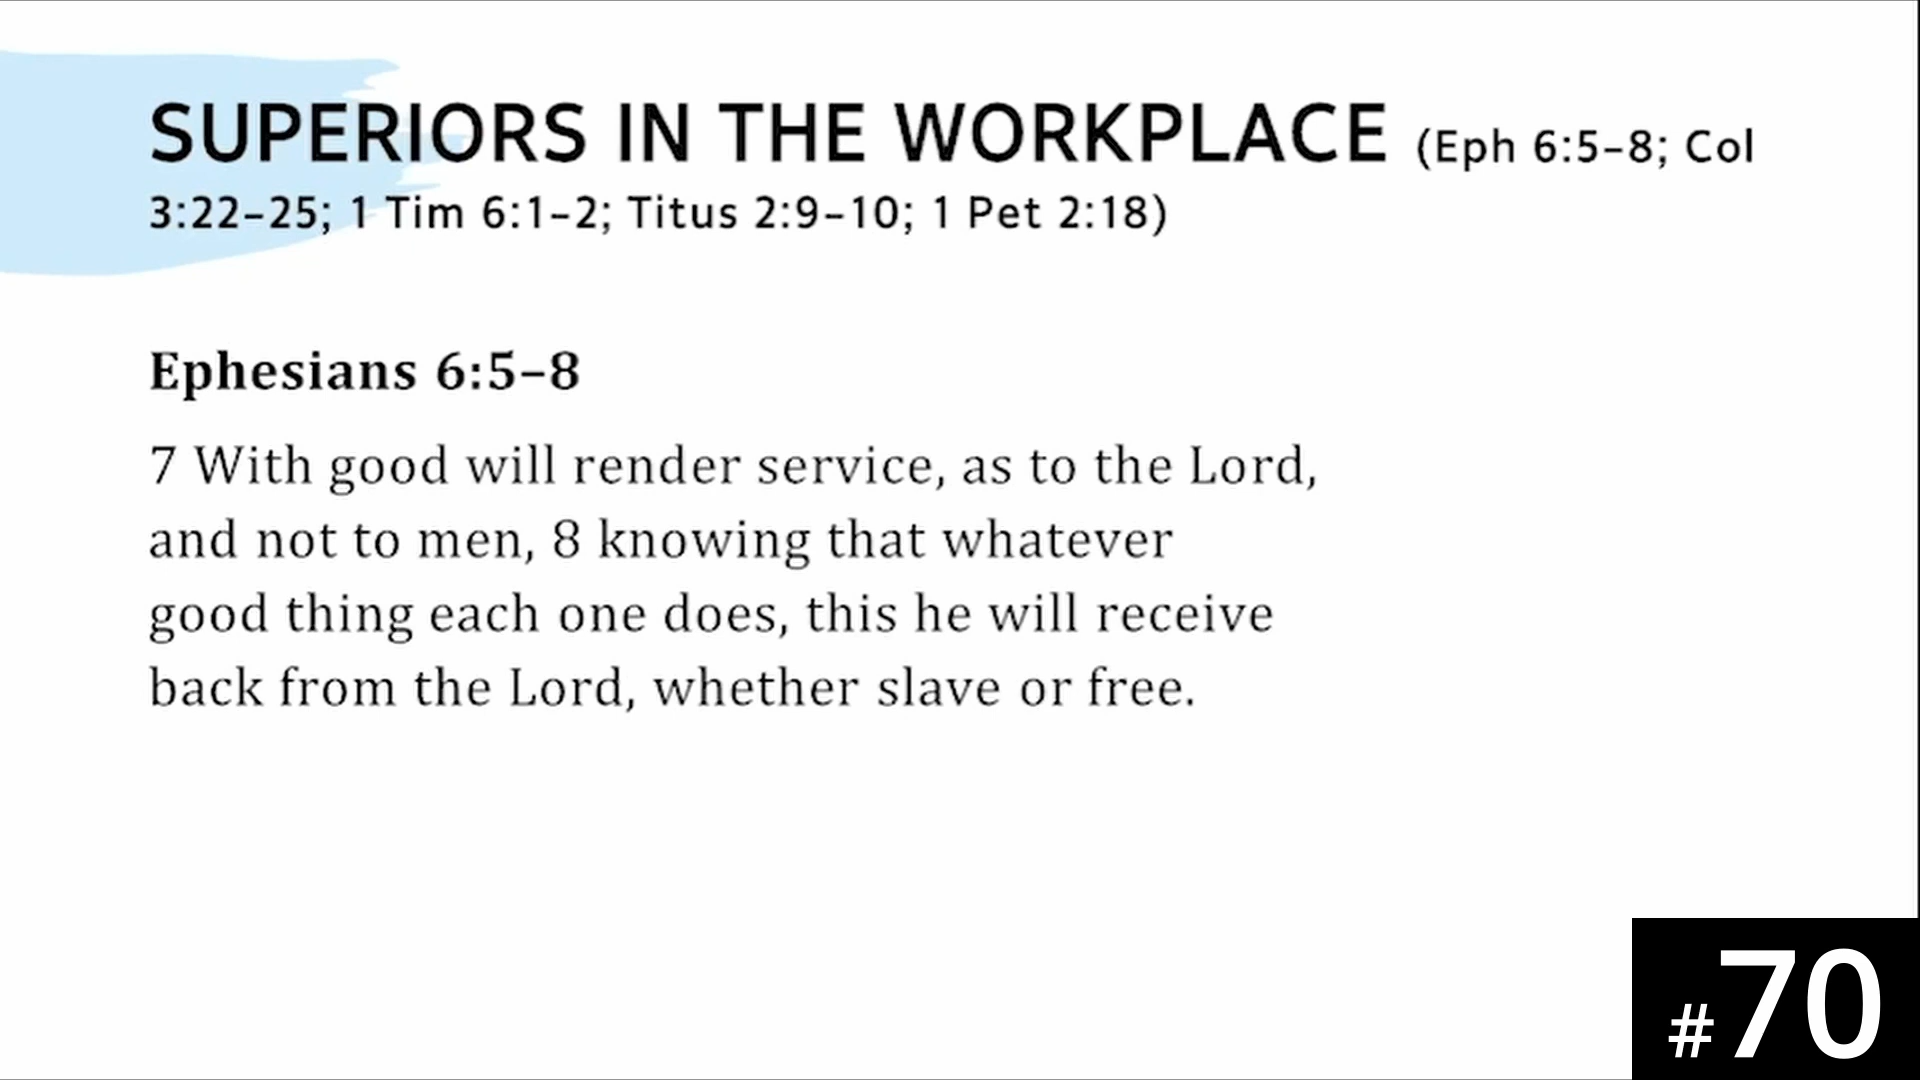 SUPERIORS IN THE WORKPLACE (Eph 6:5–8; Col
3:22–25; 1 Tim 6:1–2; Titus 2:9–10; 1 Pet 2:18)
Ephesians 6:5–8
7 With good will render service, as to the Lord,
and not to men, 8 knowing that whatever
good thing each one does, this he will receive
back from the Lord, whether slave or free.
#70